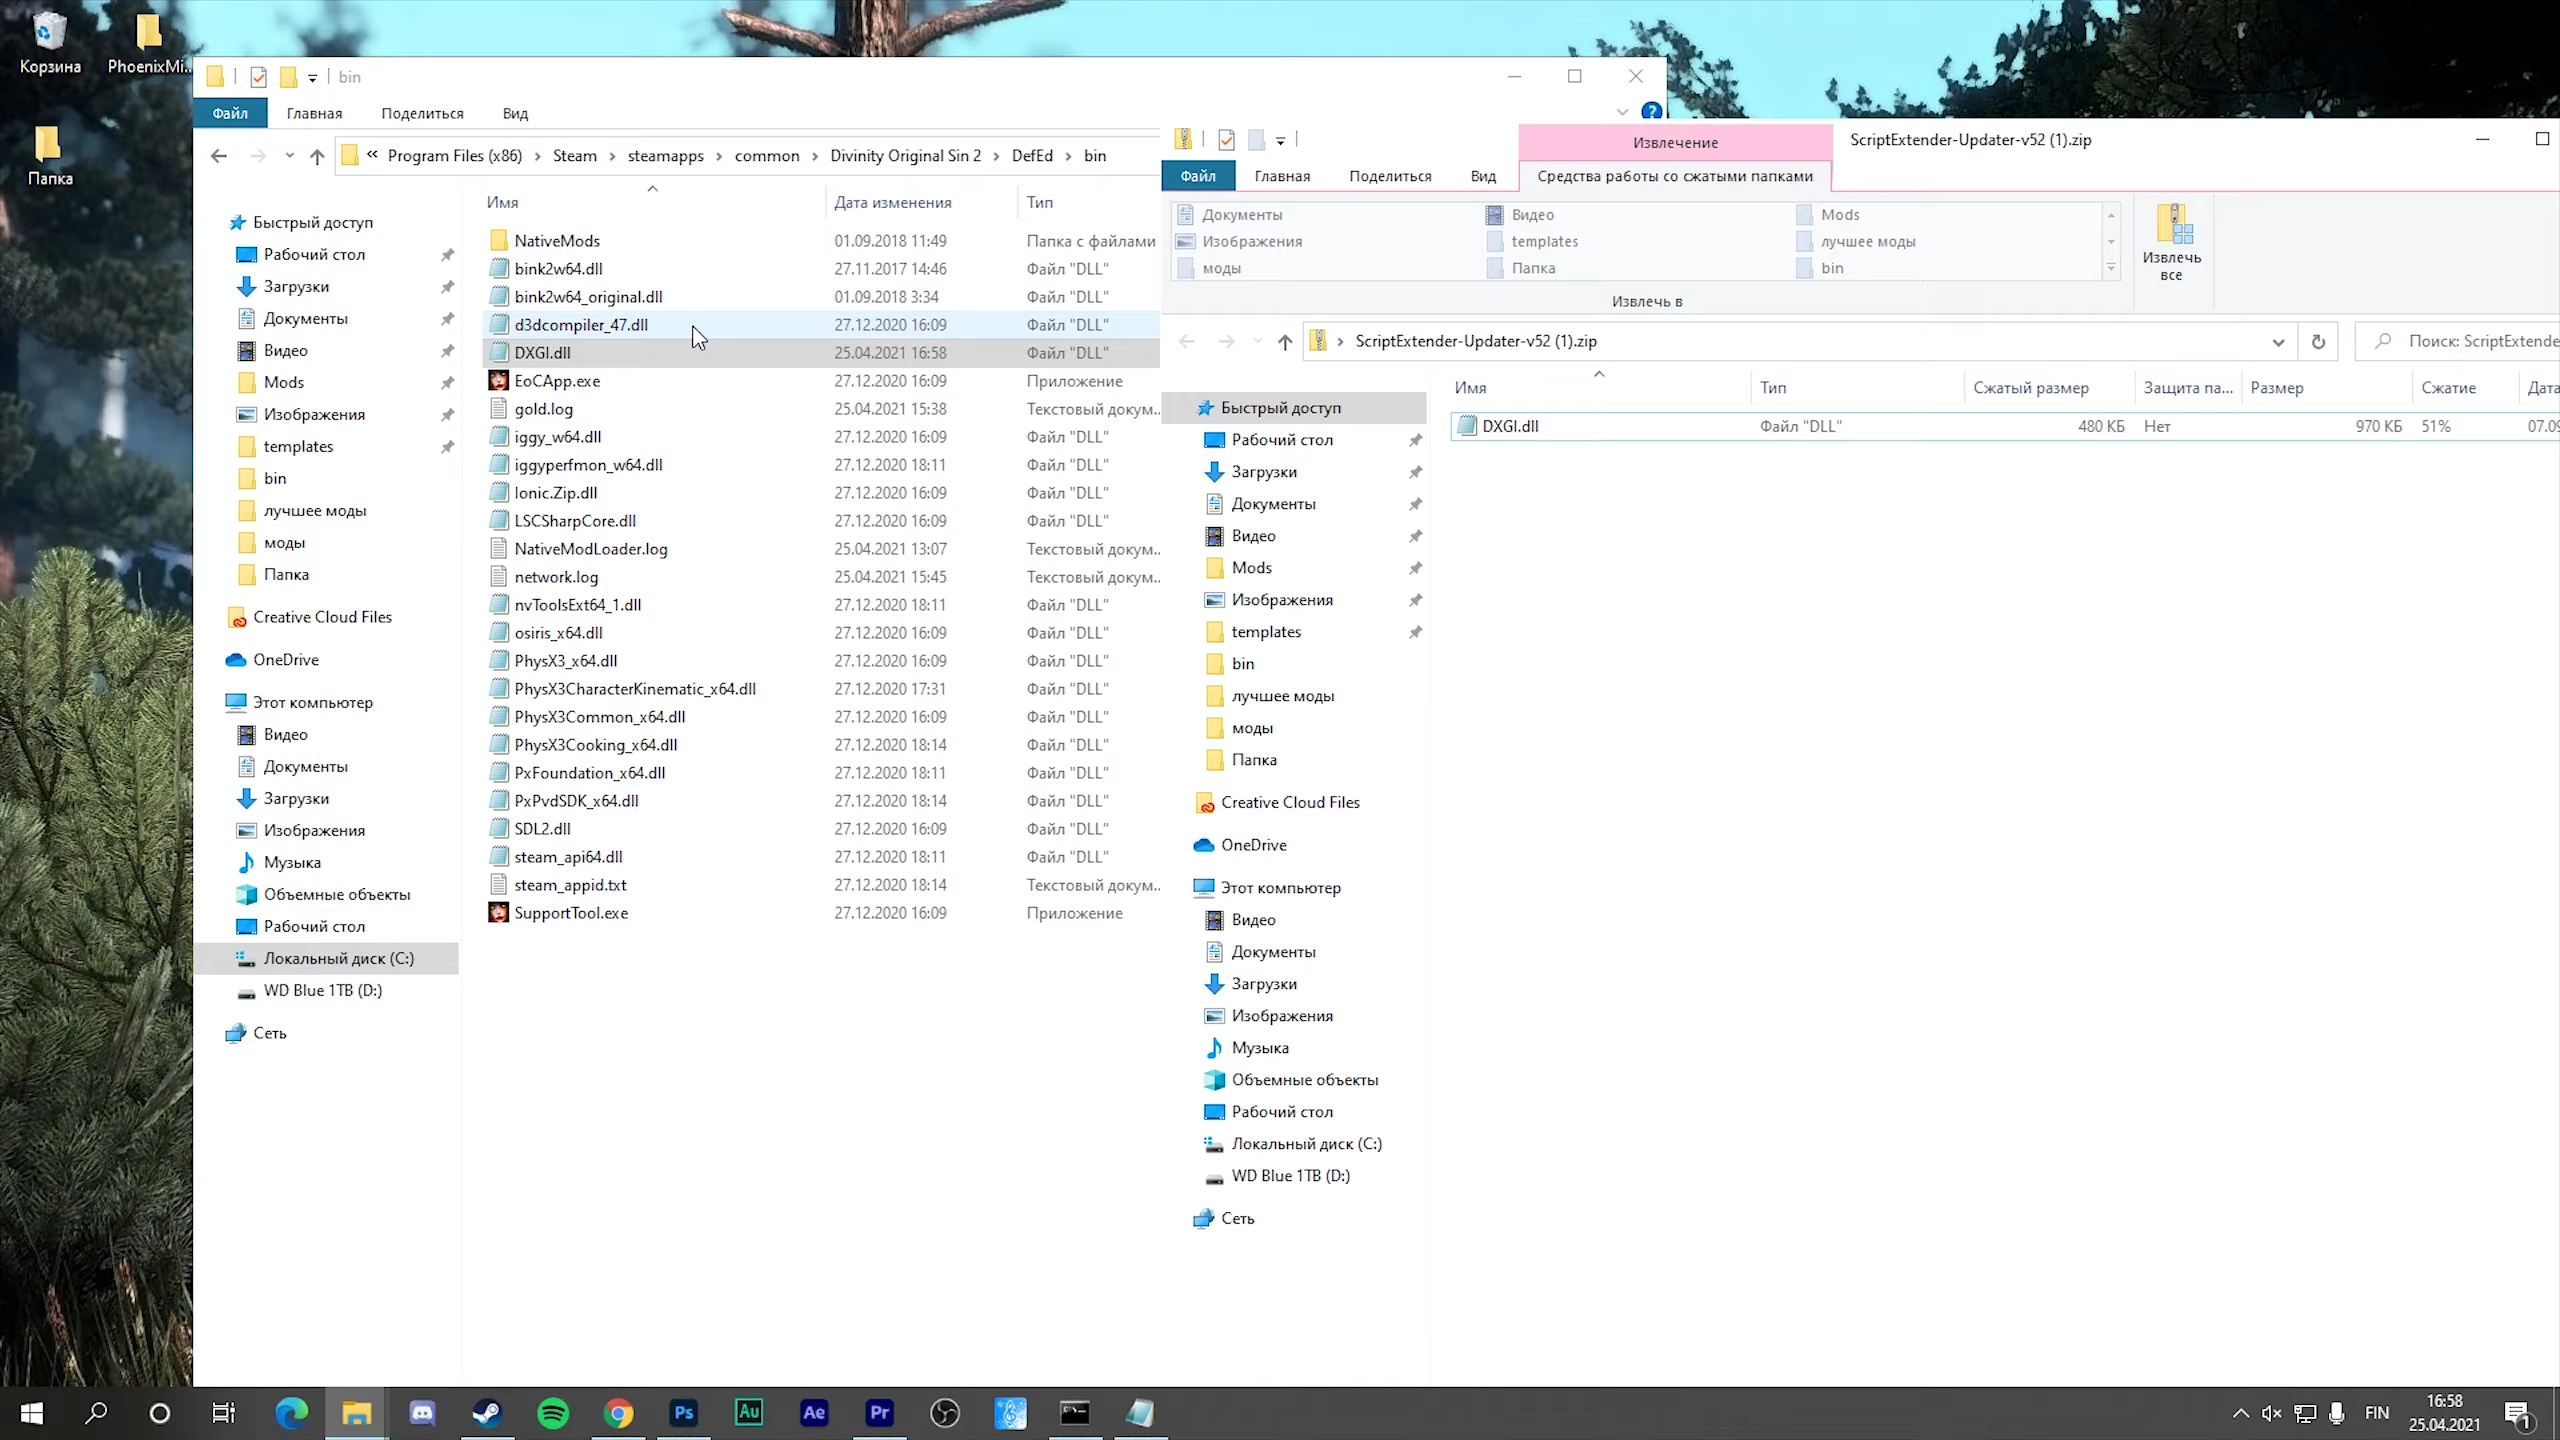 Корзина
PhoenixMi...
Папка
bin
Файл
Главная
Поделиться
Вид
« Program Files (x86) › Steam › steamapps › common › Divinity Original Sin 2 › DefEd › bin
Имя
Дата изменения
Тип
Быстрый доступ
Рабочий стол
Загрузки
Документы
Видео
Mods
Изображения
templates
bin
лучшее моды
моды
Папка
Creative Cloud Files
OneDrive
Этот компьютер
Видео
Документы
Загрузки
Изображения
Музыка
Объемные объекты
Рабочий стол
Локальный диск (C:)
WD Blue 1TB (D:)
Сеть
NativeMods 01.09.2018 11:49 Папка с файлами
bink2w64.dll 27.11.2017 14:46 Файл "DLL"
bink2w64_original.dll 01.09.2018 3:34 Файл "DLL"
d3dcompiler_47.dll 27.12.2020 16:09 Файл "DLL"
DXGI.dll 25.04.2021 16:58 Файл "DLL"
EoCApp.exe 27.12.2020 16:09 Приложение
gold.log 25.04.2021 15:38 Текстовый докум...
iggy_w64.dll 27.12.2020 16:09 Файл "DLL"
iggyperfmon_w64.dll 27.12.2020 18:11 Файл "DLL"
Ionic.Zip.dll 27.12.2020 16:09 Файл "DLL"
LSCSharpCore.dll 27.12.2020 16:09 Файл "DLL"
NativeModLoader.log 25.04.2021 13:07 Текстовый докум...
network.log 25.04.2021 15:45 Текстовый докум...
nvToolsExt64_1.dll 27.12.2020 18:11 Файл "DLL"
osiris_x64.dll 27.12.2020 16:09 Файл "DLL"
PhysX3_x64.dll 27.12.2020 16:09 Файл "DLL"
PhysX3CharacterKinematic_x64.dll 27.12.2020 17:31 Файл "DLL"
PhysX3Common_x64.dll 27.12.2020 16:09 Файл "DLL"
PhysX3Cooking_x64.dll 27.12.2020 18:14 Файл "DLL"
PxFoundation_x64.dll 27.12.2020 18:11 Файл "DLL"
PxPvdSDK_x64.dll 27.12.2020 18:14 Файл "DLL"
SDL2.dll 27.12.2020 16:09 Файл "DLL"
steam_api64.dll 27.12.2020 18:11 Файл "DLL"
steam_appid.txt 27.12.2020 18:14 Текстовый докум...
SupportTool.exe 27.12.2020 16:09 Приложение
Извлечение
ScriptExtender-Updater-v52 (1).zip
Файл
Главная
Поделиться
Вид
Средства работы со сжатыми папками
Документы Видео Mods
Изображения templates лучшее моды
моды Папка bin
Извлечь в
Извлечь
все
› ScriptExtender-Updater-v52 (1).zip
Поиск: ScriptExtende
Имя Тип Сжатый размер Защита па... Размер Сжатие Дата
DXGI.dll Файл "DLL" 480 КБ Нет 970 КБ 51% 07.09
Быстрый доступ
Рабочий стол
Загрузки
Документы
Видео
Mods
Изображения
templates
bin
лучшее моды
моды
Папка
Creative Cloud Files
OneDrive
Этот компьютер
Видео
Документы
Загрузки
Изображения
Музыка
Объемные объекты
Рабочий стол
Локальный диск (C:)
WD Blue 1TB (D:)
Сеть
Ps
Au
Ae
Pr
FIN
16:58
25.04.2021
1